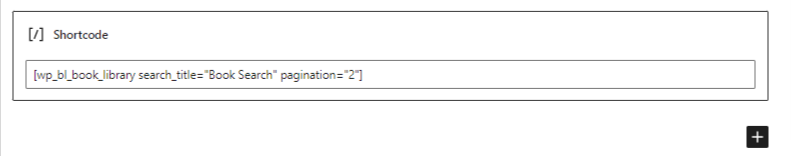 [/] Shortcode
[wp_bl_book_library search_title="Book Search" pagination="2"]